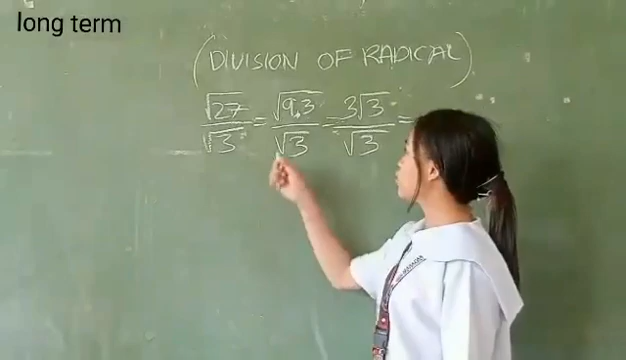 long term
(DIVISION OF RADICAL)
√27/√3 = √9.3/√3 = 3√3/√3 =